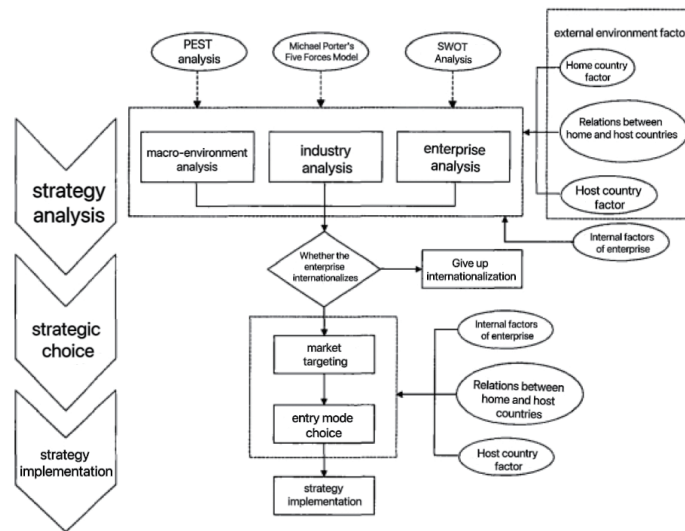 PEST
analysis
Michael Porter's
Five Forces Model
SWOT
Analysis
external environment factor
Home country
factor
Relations between
home and host countries
Host country
factor
macro-environment
analysis
industry
analysis
enterprise
analysis
strategy
analysis
Internal factors
of enterprise
Whether the
enterprise
internationalizes
Give up
internationalization
strategic
choice
market
targeting
Internal factors
of enterprise
Relations between
home and host
countries
entry mode
choice
Host country
factor
strategy
implementation
strategy
implementation